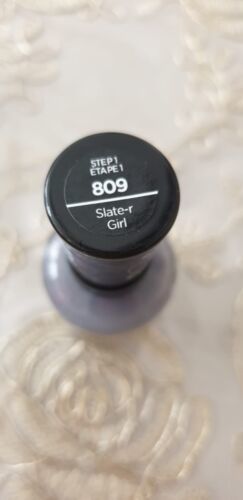 STEP 1
ÉTAPE 1
809
Slate-r
Girl